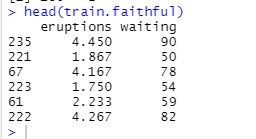 > head(train.faithful)
    eruptions waiting
235     4.450      90
221     1.867      50
67      4.167      78
223     1.750      54
61      2.233      59
222     4.267      82
>